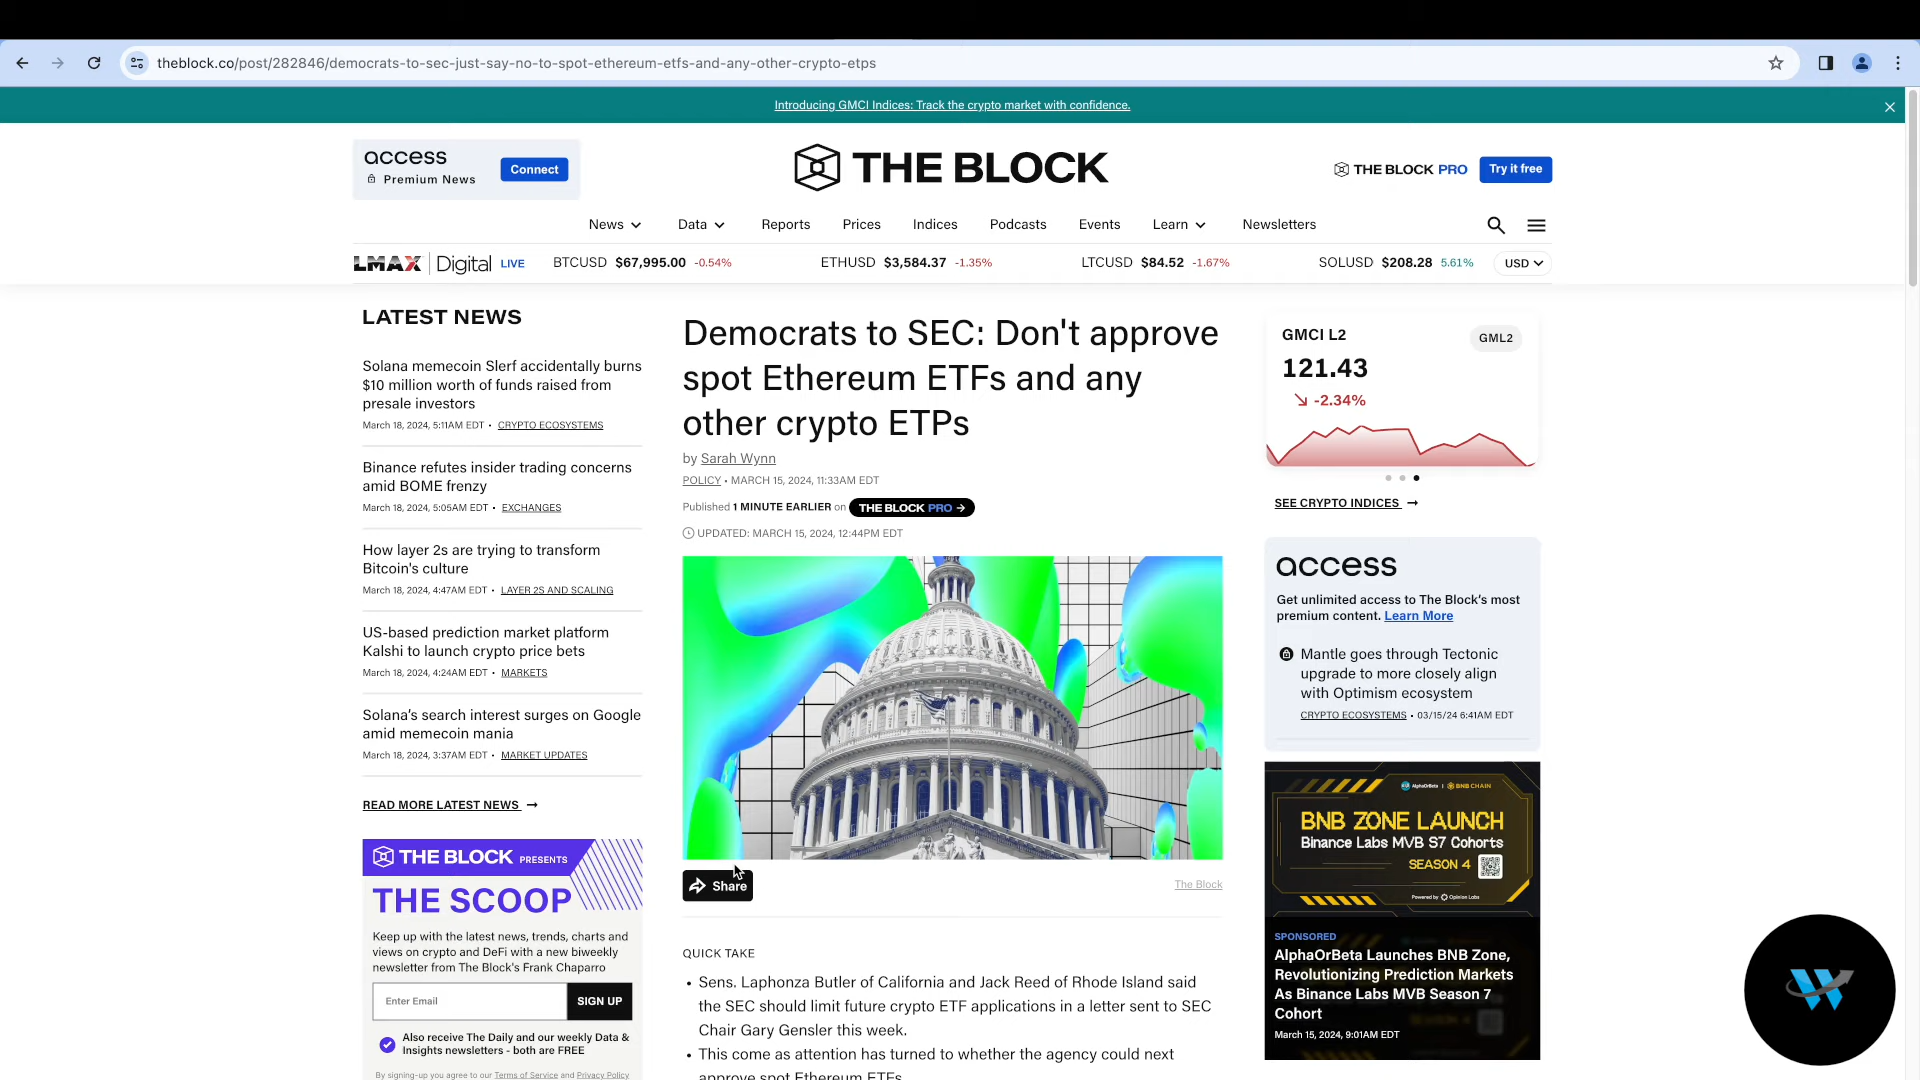 theblock.co/post/282846/democrats-to-sec-just-say-no-to-spot-ethereum-etfs-and-any-other-crypto-etps
Introducing GMCI Indices: Track the crypto market with confidence.
access
Premium News
Connect
THE BLOCK
THE BLOCK PRO
Try it free
News
Data
Reports
Prices
Indices
Podcasts
Events
Learn
Newsletters
LMAX Digital LIVE
BTCUSD $67,995.00 -0.54%
ETHUSD $3,584.37 -1.35%
LTCUSD $84.52 -1.67%
SOLUSD $208.28 5.61%
USD
LATEST NEWS
Solana memecoin Slerf accidentally burns
$10 million worth of funds raised from
presale investors
March 18, 2024, 5:11AM EDT • CRYPTO ECOSYSTEMS
Binance refutes insider trading concerns
amid BOME frenzy
March 18, 2024, 5:05AM EDT • EXCHANGES
How layer 2s are trying to transform
Bitcoin's culture
March 18, 2024, 4:47AM EDT • LAYER 2S AND SCALING
US-based prediction market platform
Kalshi to launch crypto price bets
March 18, 2024, 4:24AM EDT • MARKETS
Solana’s search interest surges on Google
amid memecoin mania
March 18, 2024, 3:37AM EDT • MARKET UPDATES
READ MORE LATEST NEWS
THE BLOCK PRESENTS
THE SCOOP
Keep up with the latest news, trends, charts and
views on crypto and DeFi with a new biweekly
newsletter from The Block's Frank Chaparro
Enter Email
SIGN UP
Also receive The Daily and our weekly Data &
Insights newsletters - both are FREE
By signing-up you agree to our Terms of Service and Privacy Policy
Democrats to SEC: Don't approve
spot Ethereum ETFs and any
other crypto ETPs
by Sarah Wynn
POLICY • MARCH 15, 2024, 11:33AM EDT
Published 1 MINUTE EARLIER on THE BLOCK PRO
UPDATED: MARCH 15, 2024, 12:44PM EDT
Share
The Block
QUICK TAKE
• Sens. Laphonza Butler of California and Jack Reed of Rhode Island said
the SEC should limit future crypto ETF applications in a letter sent to SEC
Chair Gary Gensler this week.
• This come as attention has turned to whether the agency could next
approve spot Ethereum ETFs.
GMCI L2
GML2
121.43
-2.34%
SEE CRYPTO INDICES
access
Get unlimited access to The Block's most
premium content. Learn More
Mantle goes through Tectonic
upgrade to more closely align
with Optimism ecosystem
CRYPTO ECOSYSTEMS • 03/15/24 6:41AM EDT
AlphaOrBeta | BNB CHAIN
BNB ZONE LAUNCH
Binance Labs MVB S7 Cohorts
SEASON 4
Powered by Opinion Labs
SPONSORED
AlphaOrBeta Launches BNB Zone,
Revolutionizing Prediction Markets
As Binance Labs MVB Season 7
Cohort
March 15, 2024, 9:01AM EDT